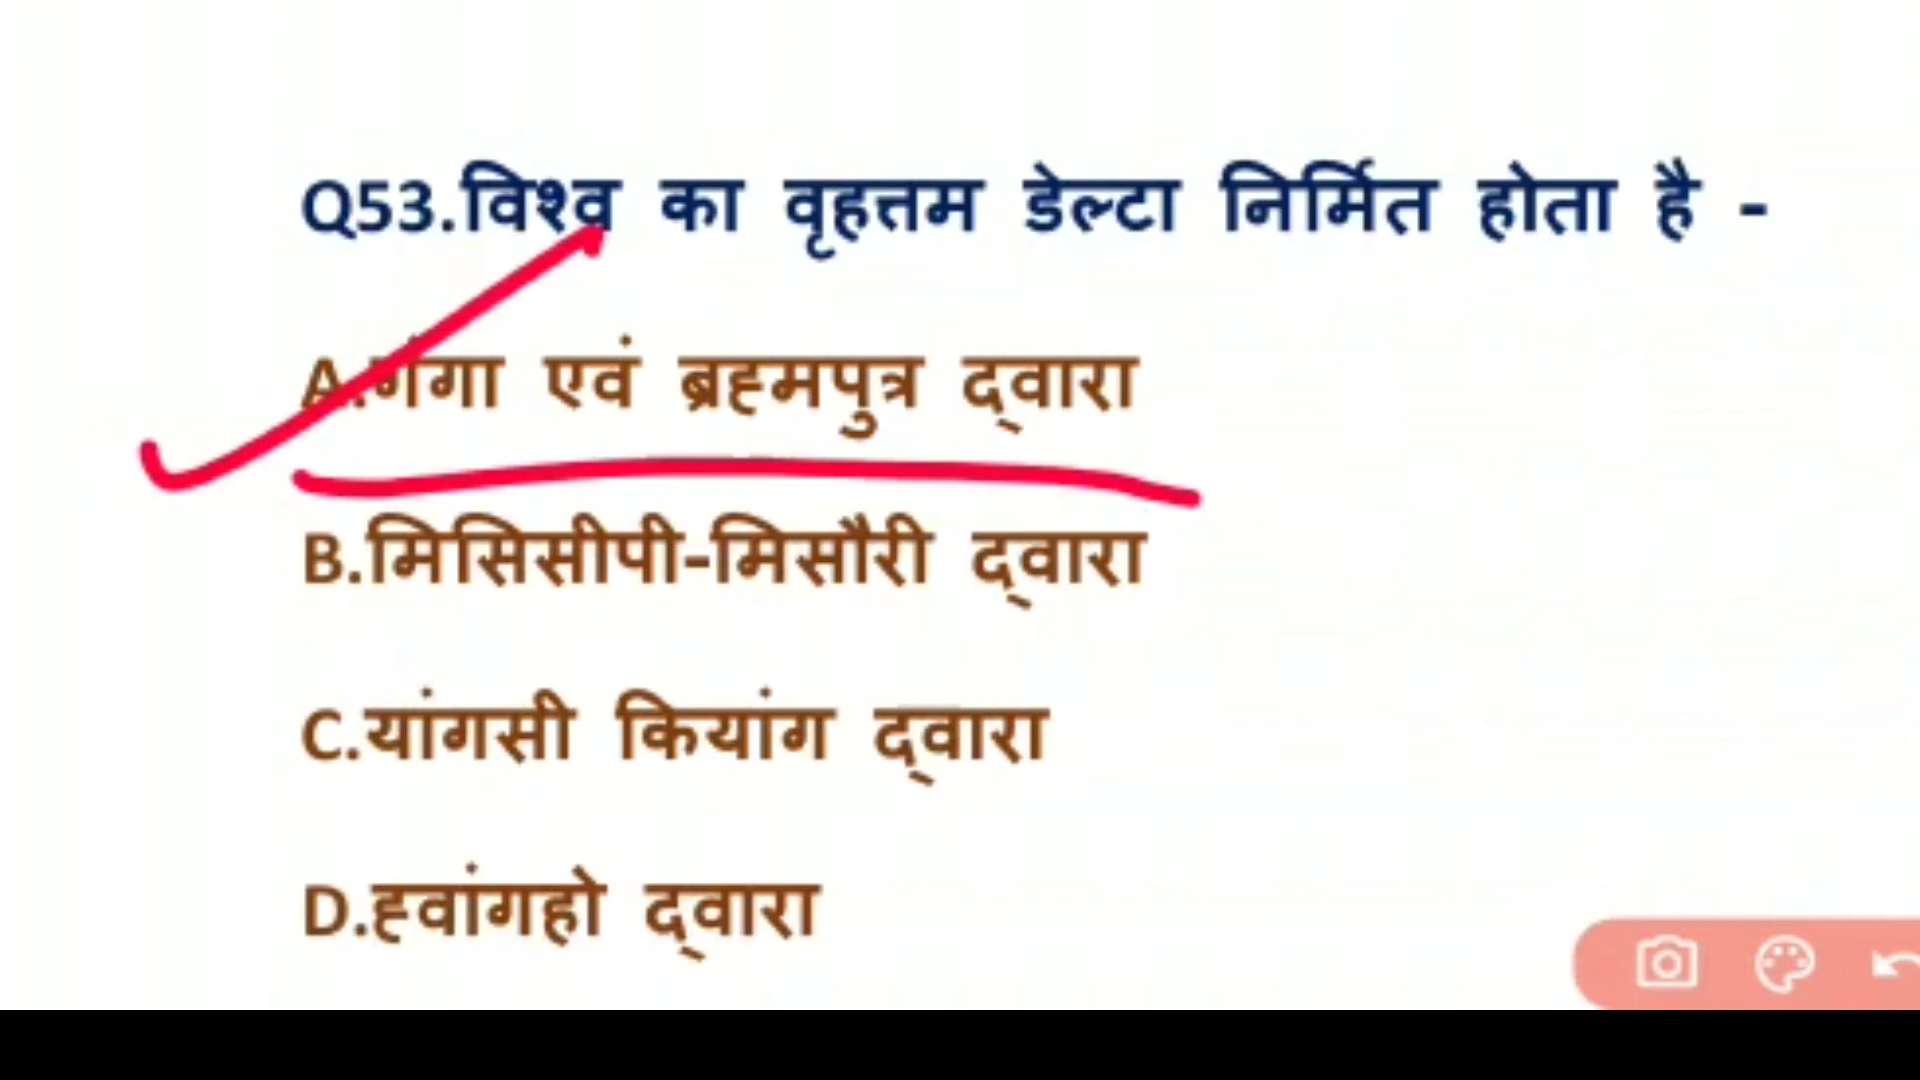 Q53.विश्व का वृहत्तम डेल्टा निर्मित होता है -
A.गंगा एवं ब्रह्मपुत्र द्वारा
B.मिसिसीपी-मिसौरी द्वारा
C.यांगसी कियांग द्वारा
D.ह्वांगहो द्वारा